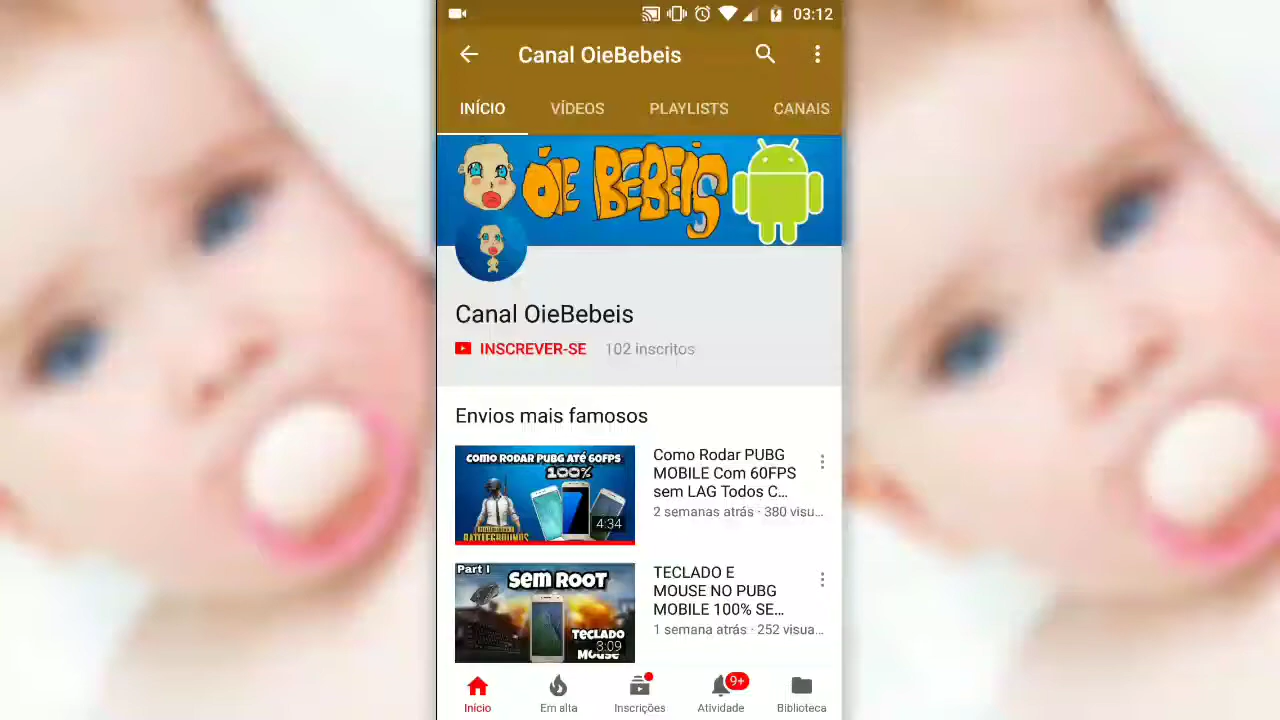 03:12
Canal OieBebeis
INÍCIO VÍDEOS PLAYLISTS CANAIS
ÓIE BEBEIS
Canal OieBebeis
INSCREVER-SE 102 inscritos
Envios mais famosos
COMO RODAR PUBG ATÉ 60FPS
100%
4:34
BATTLEGROUNDS
Como Rodar PUBG
MOBILE Com 60FPS
sem LAG Todos C...
2 semanas atrás · 380 visu...
Part I
SEM ROOT
TECLADO
3:09
MOUSE
TECLADO E
MOUSE NO PUBG
MOBILE 100% SE...
1 semana atrás · 252 visua...
9+
Início Em alta Inscrições Atividade Biblioteca